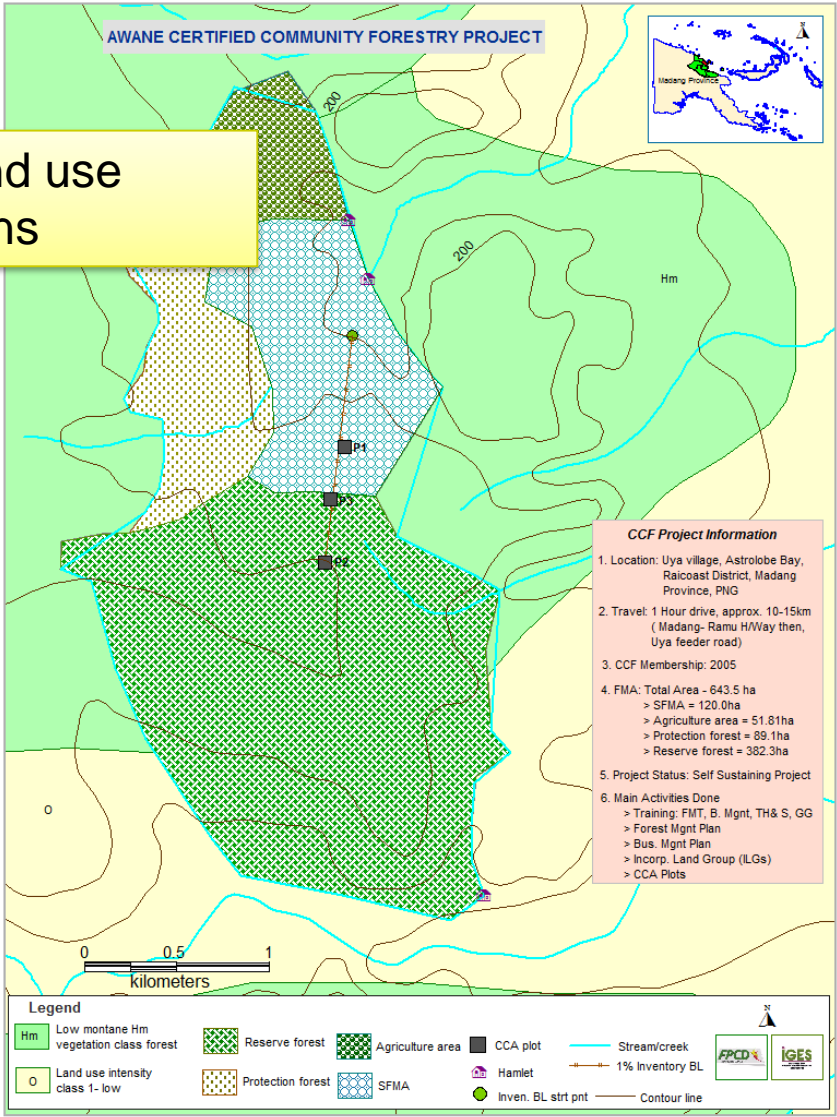 AWANE CERTIFIED COMMUNITY FORESTRY PROJECT
N
Madang Province
200
d use
ns
200
Hm
P1
P3
P2
O
CCF Project Information
1. Location: Uya village, Astrolobe Bay,
Raicoast District, Madang
Province, PNG
2. Travel: 1 Hour drive, approx. 10-15km
( Madang- Ramu H/Way then,
Uya feeder road)
3. CCF Membership: 2005
4. FMA: Total Area - 643.5 ha
> SFMA = 120.0ha
> Agriculture area = 51.81ha
> Protection forest = 89.1ha
> Reserve forest = 382.3ha
5. Project Status: Self Sustaining Project
6. Main Activities Done
> Training: FMT, B. Mgnt, TH& S, GG
> Forest Mgnt Plan
> Bus. Mgnt Plan
> Incorp. Land Group (ILGs)
> CCA Plots
0 0.5 1
kilometers
Legend
Hm Low montane Hm
vegetation class forest
O Land use intensity
class 1- low
Reserve forest
Protection forest
Agriculture area
SFMA
CCA plot
Hamlet
Inven. BL strt pnt
Stream/creek
1% Inventory BL
Contour line
N
FPCD
iGES